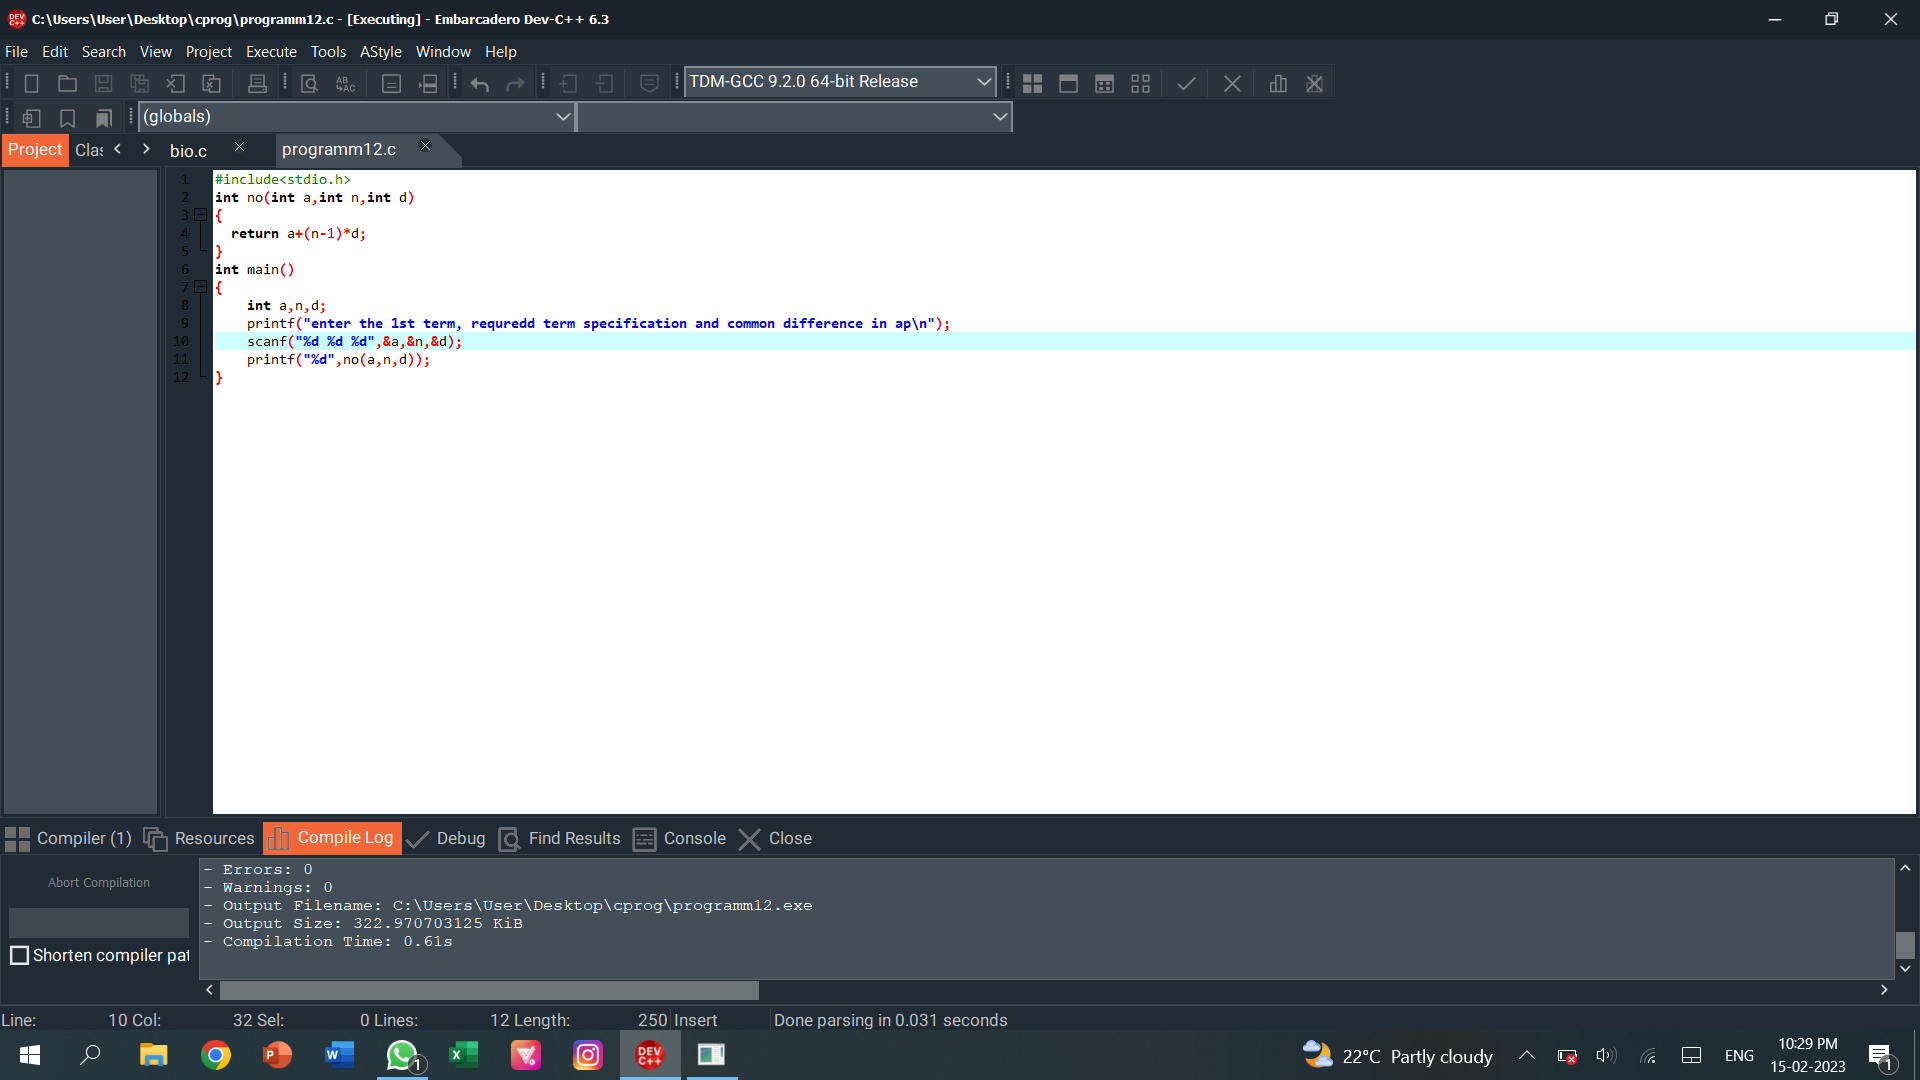 C:\Users\User\Desktop\cprog\programm12.c - [Executing] - Embarcadero Dev-C++ 6.3
File Edit Search View Project Execute Tools AStyle Window Help
TDM-GCC 9.2.0 64-bit Release
(globals)
Project Clas bio.c programm12.c
1 #include<stdio.h>
2 int no(int a,int n,int d)
3 {
4 return a+(n-1)*d;
5 }
6 int main()
7 {
8 int a,n,d;
9 printf("enter the 1st term, requredd term specification and common difference in ap\n");
10 scanf("%d %d %d",&a,&n,&d);
11 printf("%d",no(a,n,d));
12 }
Compiler (1) Resources Compile Log Debug Find Results Console Close
Abort Compilation
Shorten compiler pat
- Errors: 0
- Warnings: 0
- Output Filename: C:\Users\User\Desktop\cprog\programm12.exe
- Output Size: 322.970703125 KiB
- Compilation Time: 0.61s
Line: 10 Col: 32 Sel: 0 Lines: 12 Length: 250 Insert Done parsing in 0.031 seconds
1 DEV C++ 22°C Partly cloudy ENG 10:29 PM
15-02-2023 1